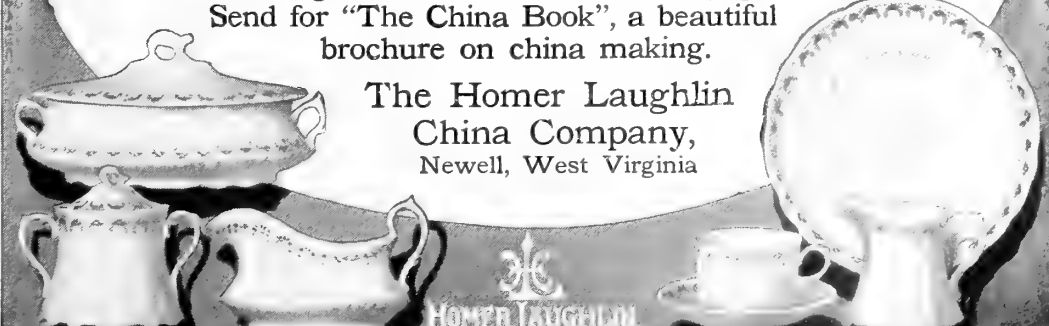 Send for “The China Book”, a beautiful
brochure on china making.
The Homer Laughlin
China Company,
Newell, West Virginia
HOMER LAUGHLIN